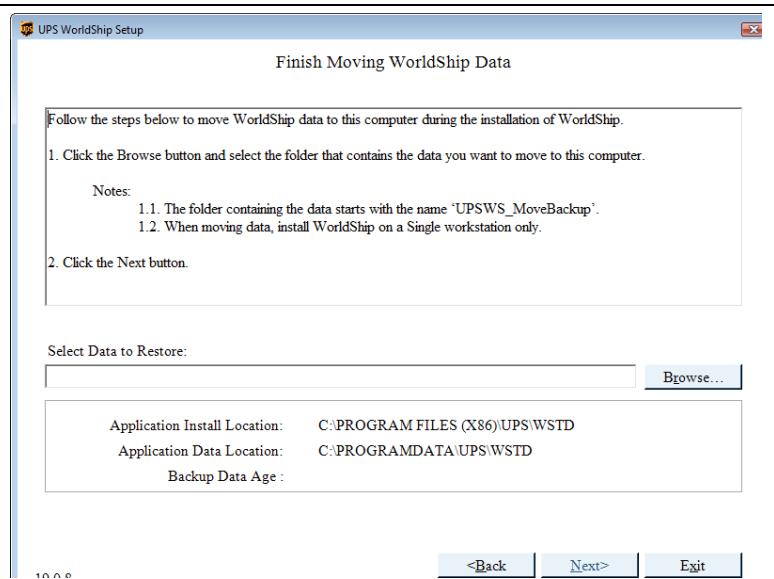 UPS WorldShip Setup
Finish Moving WorldShip Data
Follow the steps below to move WorldShip data to this computer during the installation of WorldShip.
1. Click the Browse button and select the folder that contains the data you want to move to this computer.
Notes:
1.1. The folder containing the data starts with the name ‘UPSWS_MoveBackup’.
1.2. When moving data, install WorldShip on a Single workstation only.
2. Click the Next button.
Select Data to Restore:
Browse...
Application Install Location: C:\PROGRAM FILES (X86)\UPS\WSTD
Application Data Location: C:\PROGRAMDATA\UPS\WSTD
Backup Data Age :
<Back Next> Exit
19.0.8